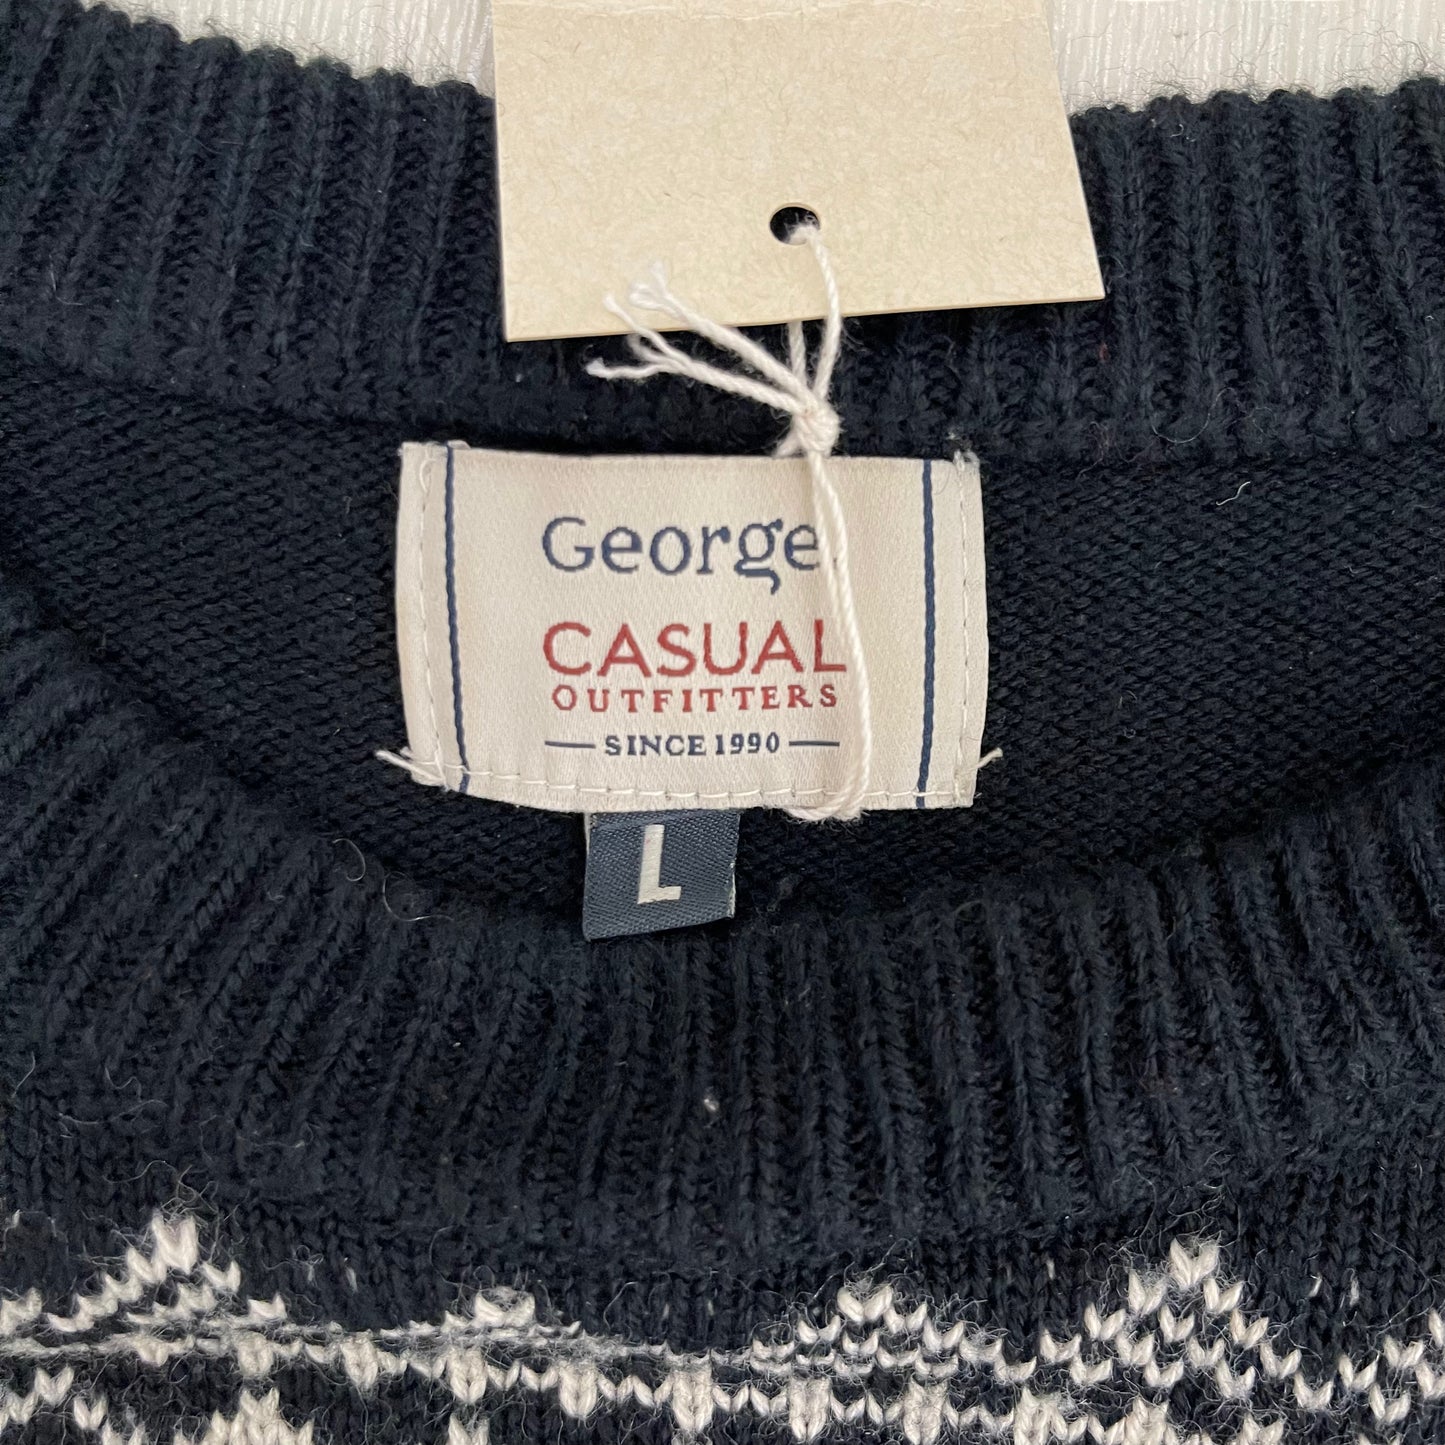 George.
CASUAL
OUTFITTERS
SINCE 1990
L